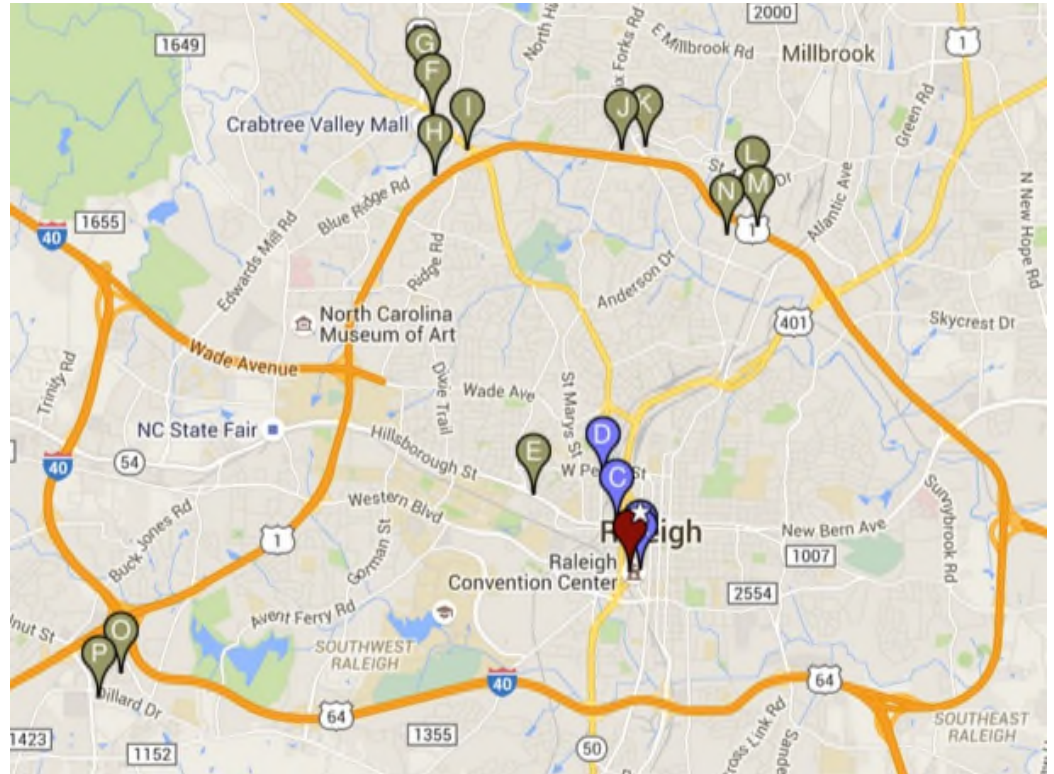 2000
1649
E Millbrook Rd
Millbrook
1
G
F
I
J
K
Green Rd
Crabtree Valley Mall
H
L
M
N
1
Atlantic Ave
N New Hope Rd
Blue Ridge Rd
1655
40
Edwards Mill Rd
Ridge Rd
Anderson Dr
North Carolina
Museum of Art
401
Skycrest Dr
Wade Avenue
Trinity Rd
Dixie Trail
Wade Ave
St Marys St
NC State Fair
Hillsborough St
D
E
C
54
40
Western Blvd
Sunnybrook Rd
New Bern Ave
Buck Jones Rd
1
Gorman St
Raleigh
Convention Center
1007
2554
Avent Ferry Rd
SOUTHWEST
RALEIGH
O
P
Dillard Dr
40
64
64
1423
1152
1355
50
SOUTHEAST
RALEIGH